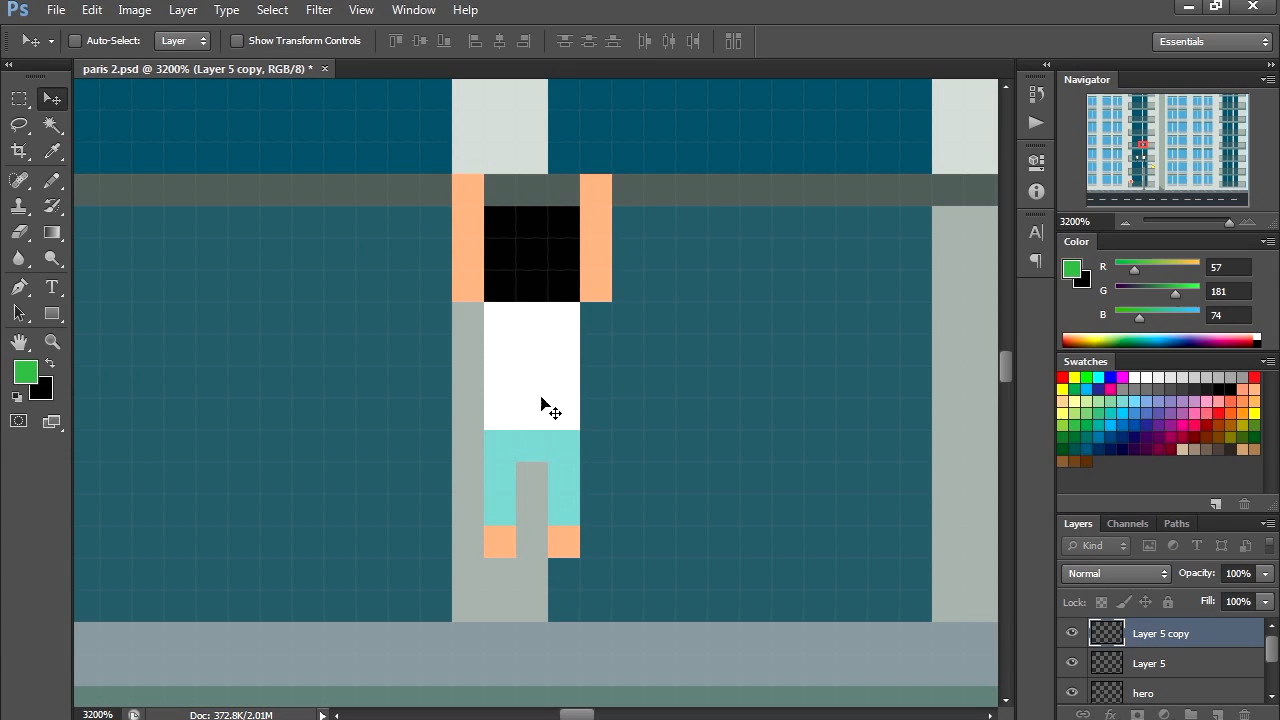 Ps File Edit Image Layer Type Select Filter View Window Help
Auto-Select: Layer Show Transform Controls Essentials
paris 2.psd @ 3200% (Layer 5 copy, RGB/8) * ×
Navigator
3200%
Color
R 57
G 181
B 74
Swatches
Layers Channels Paths
Kind T
Normal Opacity: 100%
Lock: Fill: 100%
Layer 5 copy
Layer 5
hero
3200% Doc: 372.8K/2.01M